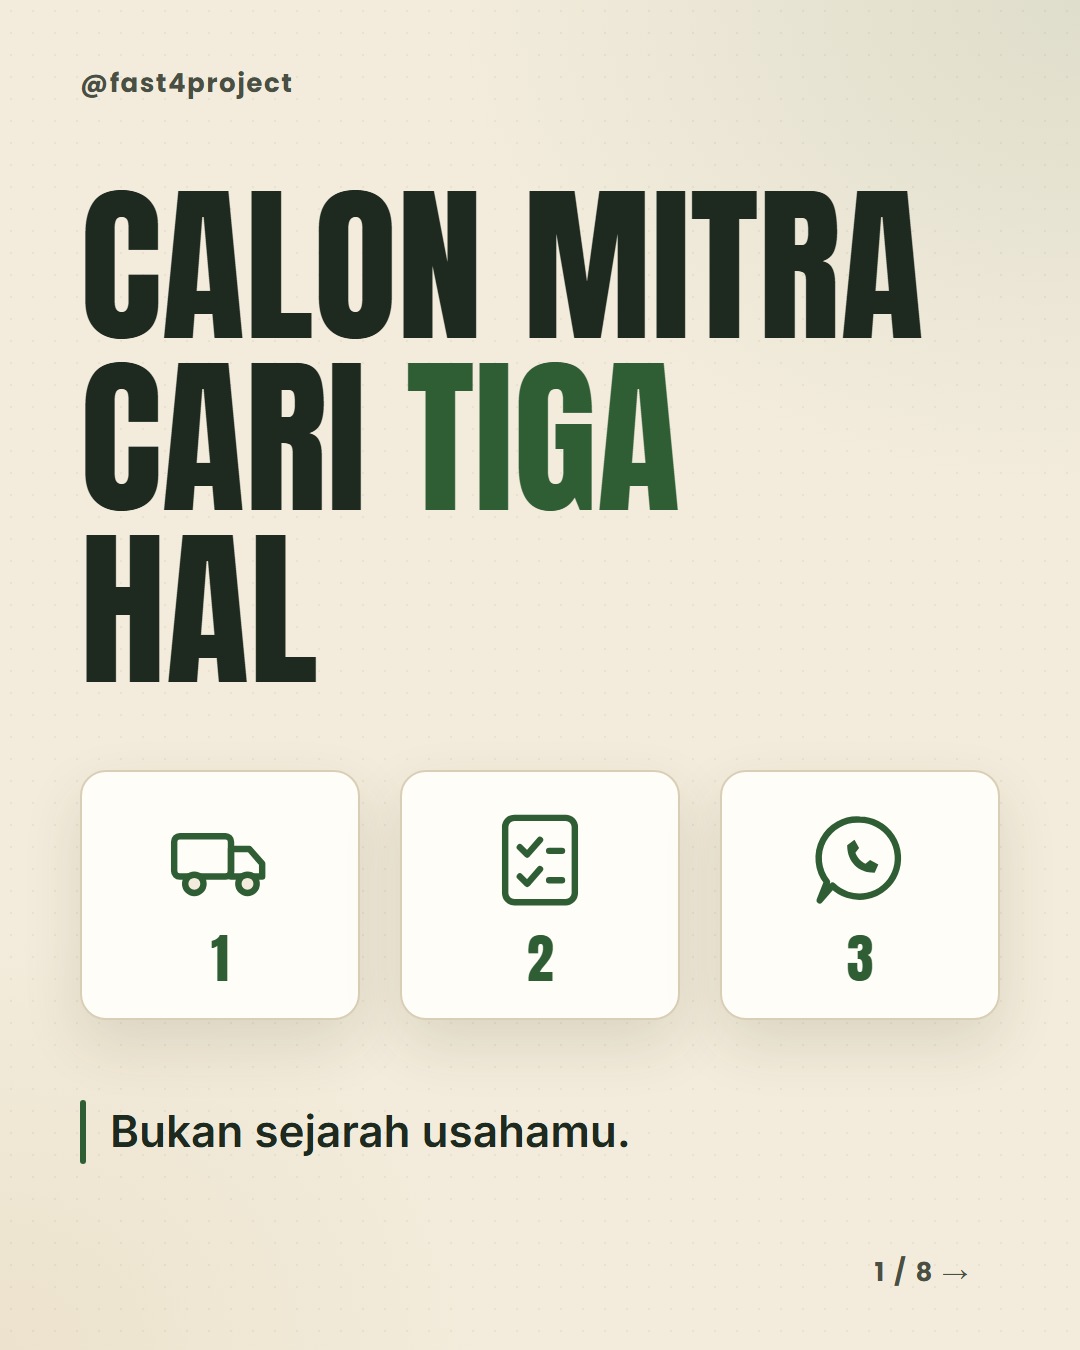 @fast4project
CALON MITRA
CARI TIGA
HAL
1
2
3
Bukan sejarah usahamu.
1 / 8 →